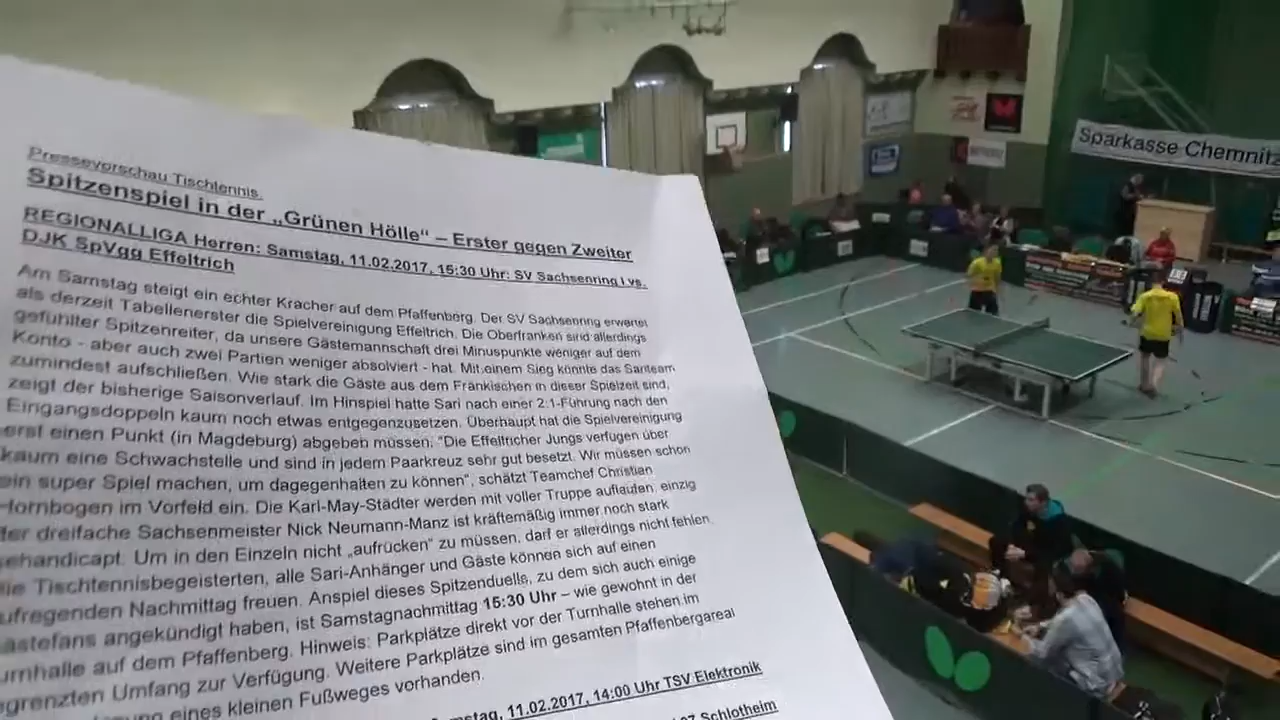 Pressevorschau Tischtennis.
Spitzenspiel in der „Grünen Hölle“ – Erster gegen Zweiter
REGIONALLIGA Herren: Samstag, 11.02.2017, 15:30 Uhr: SV Sachsenring I vs.
DJK SpVgg Effeltrich
Am Samstag steigt ein echter Kracher auf dem Pfaffenberg. Der SV Sachsenring erwartet
als derzeit Tabellenerster die Spielvereinigung Effeltrich. Die Oberfranken sind allerdings
gefühlter Spitzenreiter, da unsere Gästemannschaft drei Minuspunkte weniger auf dem
Konto - aber auch zwei Partien weniger absolviert - hat. Mit einem Sieg könnte das Sariteam
zumindest aufschließen. Wie stark die Gäste aus dem Fränkischen in dieser Spielzeit sind,
zeigt der bisherige Saisonverlauf. Im Hinspiel hatte Sari nach einer 2:1-Führung nach den
Eingangsdoppeln kaum noch etwas entgegenzusetzen. Überhaupt hat die Spielvereinigung
erst einen Punkt (in Magdeburg) abgeben müssen. "Die Effeltricher Jungs verfügen über
kaum eine Schwachstelle und sind in jedem Paarkreuz sehr gut besetzt. Wir müssen schon
ein super Spiel machen, um dagegenhalten zu können", schätzt Teamchef Christian
Hornbogen im Vorfeld ein. Die Karl-May-Städter werden mit voller Truppe auflaufen, einzig
der dreifache Sachsenmeister Nick Neumann-Manz ist kräftemäßig immer noch stark
gehandicapt. Um in den Einzeln nicht „aufrücken“ zu müssen, darf er allerdings nicht fehlen.
die Tischtennisbegeisterten, alle Sari-Anhänger und Gäste können sich auf einen
aufregenden Nachmittag freuen. Anspiel dieses Spitzenduells, zu dem sich auch einige
ästefans angekündigt haben, ist Samstagnachmittag 15:30 Uhr – wie gewohnt in der
urnhalle auf dem Pfaffenberg. Hinweis: Parkplätze direkt vor der Turnhalle stehen im
egrenzten Umfang zur Verfügung. Weitere Parkplätze sind im gesamten Pfaffenbergareal
eines kleinen Fußweges vorhanden.
mstag, 11.02.2017, 14:00 Uhr TSV Elektronik
Schlotheim
Sparkasse Chemnitz